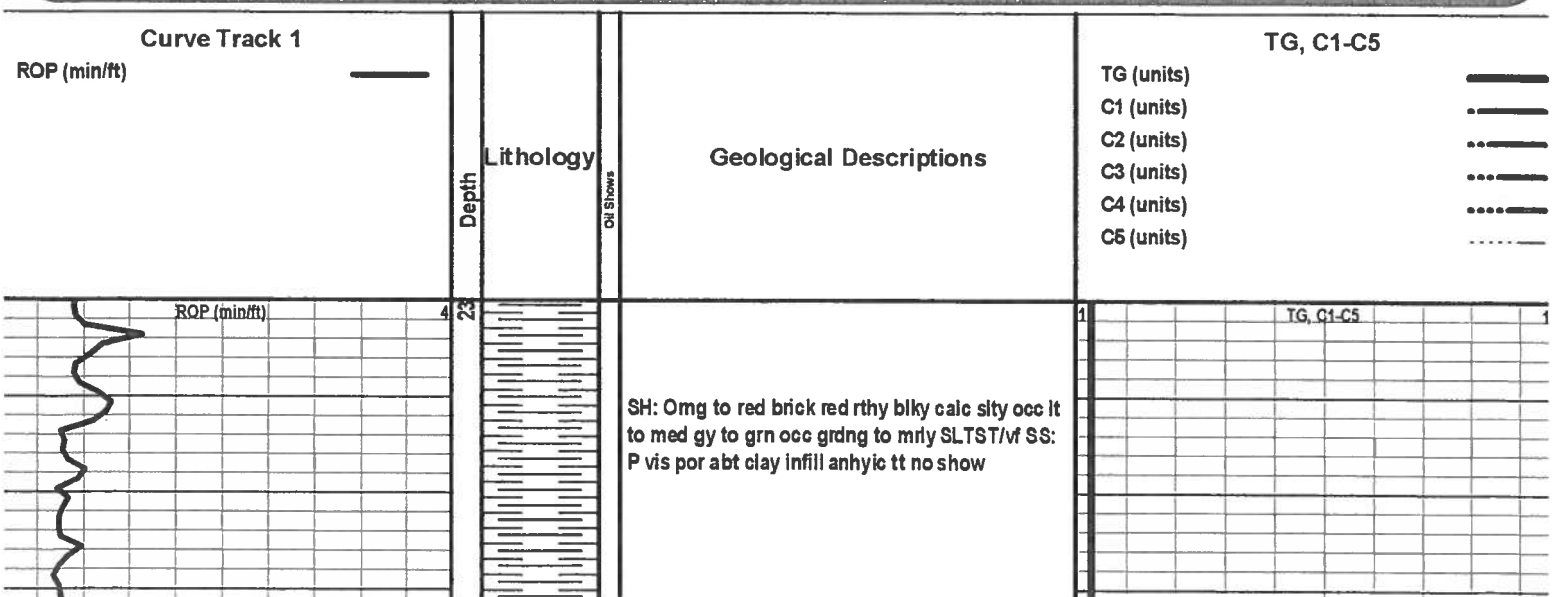 Curve Track 1
ROP (min/ft)
Depth
Lithology
Oil Shows
Geological Descriptions
TG, C1-C5
TG (units)
C1 (units)
C2 (units)
C3 (units)
C4 (units)
C5 (units)
ROP (min/ft)
4
23
1
TG, C1-C5
1
SH: Orng to red brick red rthy blky calc slty occ lt
to med gy to grn occ grdng to mrly SLTST/vf SS:
P vis por abt clay infill anhyic tt no show